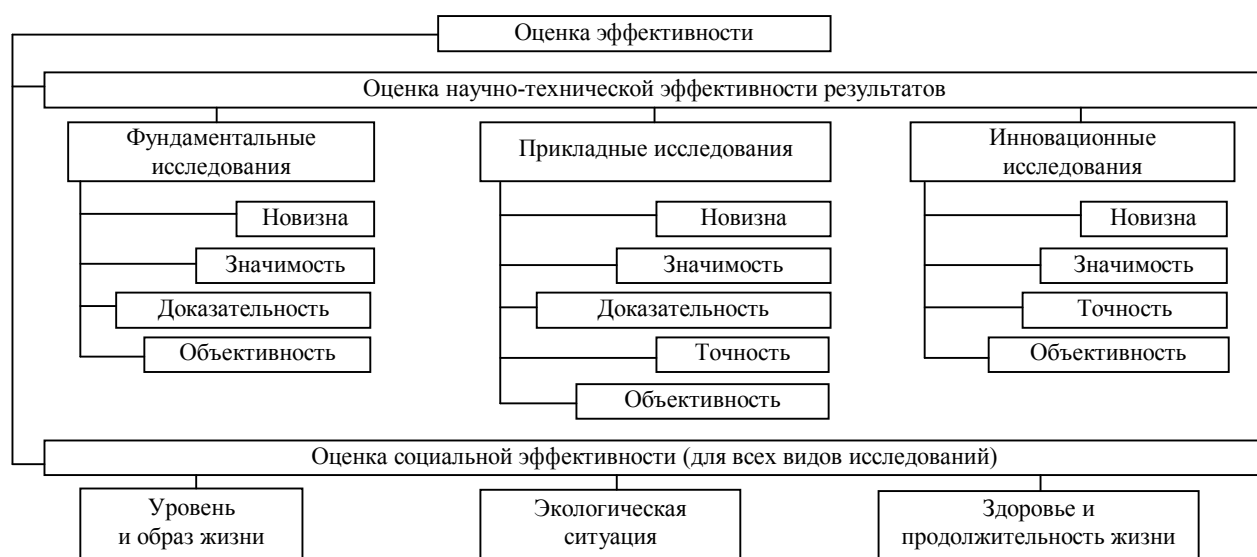 Оценка эффективности
Оценка научно-технической эффективности результатов
Фундаментальные
исследования
Новизна
Значимость
Доказательность
Объективность
Прикладные исследования
Новизна
Значимость
Доказательность
Точность
Объективность
Инновационные
исследования
Новизна
Значимость
Точность
Объективность
Оценка социальной эффективности (для всех видов исследований)
Уровень
и образ жизни
Экологическая
ситуация
Здоровье и
продолжительность жизни